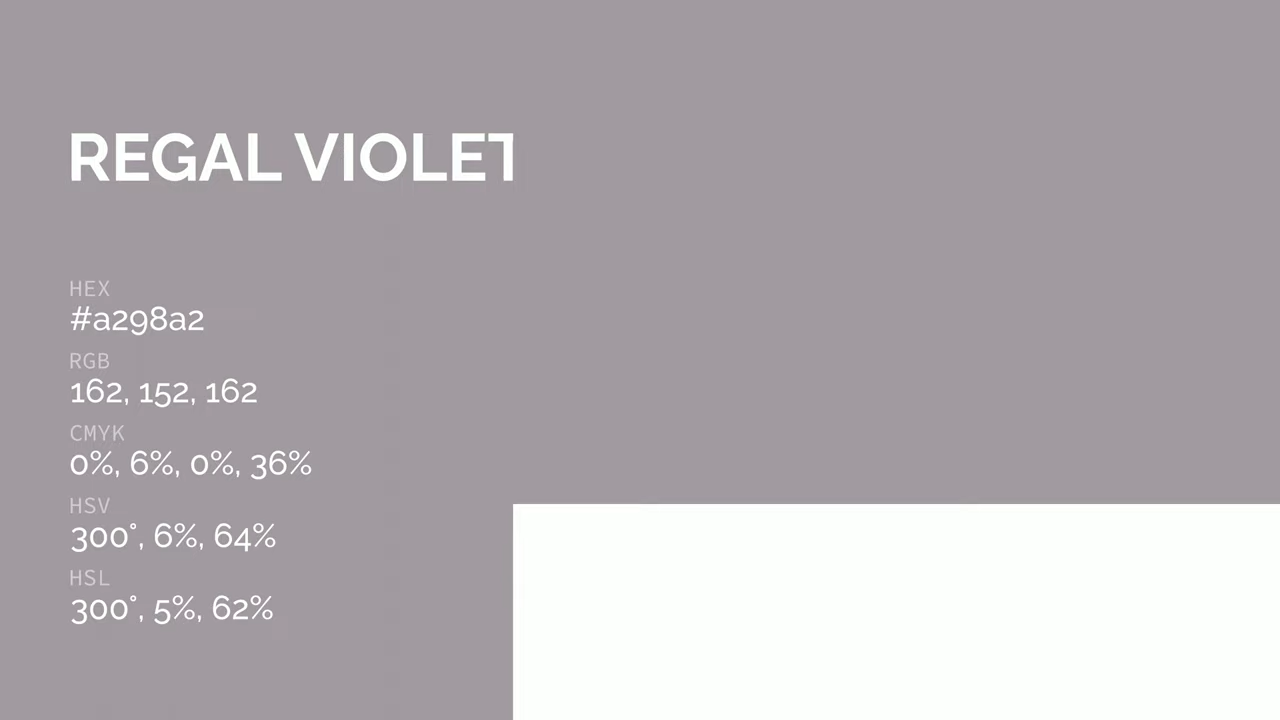 REGAL VIOLET
HEX
#a298a2
RGB
162, 152, 162
CMYK
0%, 6%, 0%, 36%
HSV
300°, 6%, 64%
HSL
300°, 5%, 62%